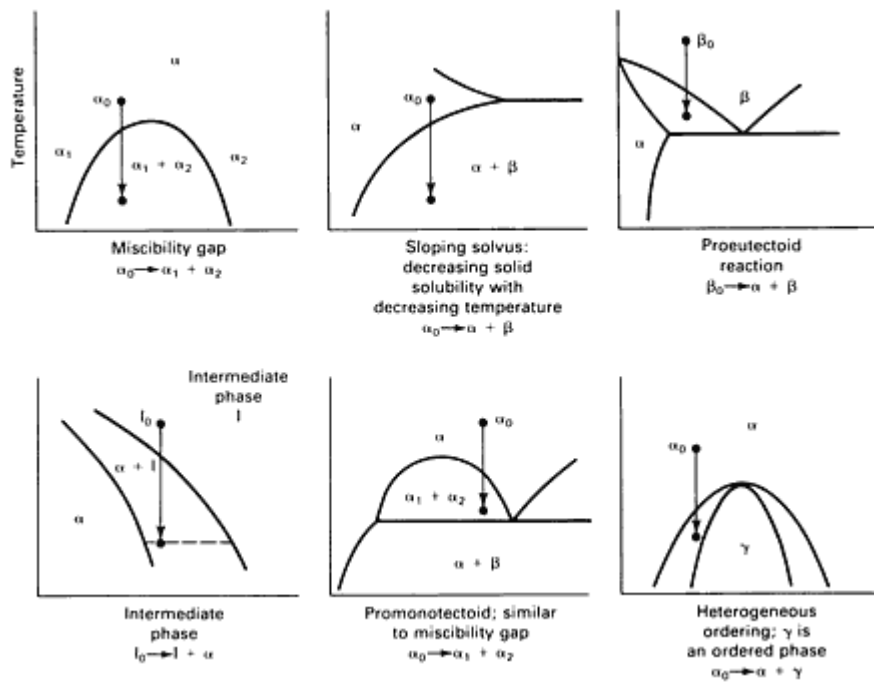 Temperature
α
α₀
α₁
α₁ + α₂
α₂
Miscibility gap
α₀→α₁ + α₂
α₀
α
α + β
Sloping solvus:
decreasing solid
solubility with
decreasing temperature
α₀→α + β
β₀
β
α
Proeutectoid
reaction
β₀→α + β
Intermediate
phase
I
I₀
α + I
α
Intermediate
phase
I₀→I + α
α₀
α
α₁ + α₂
α + β
Promonotectoid; similar
to miscibility gap
α₀→α₁ + α₂
α
α₀
γ
Heterogeneous
ordering; γ is
an ordered phase
α₀→α + γ